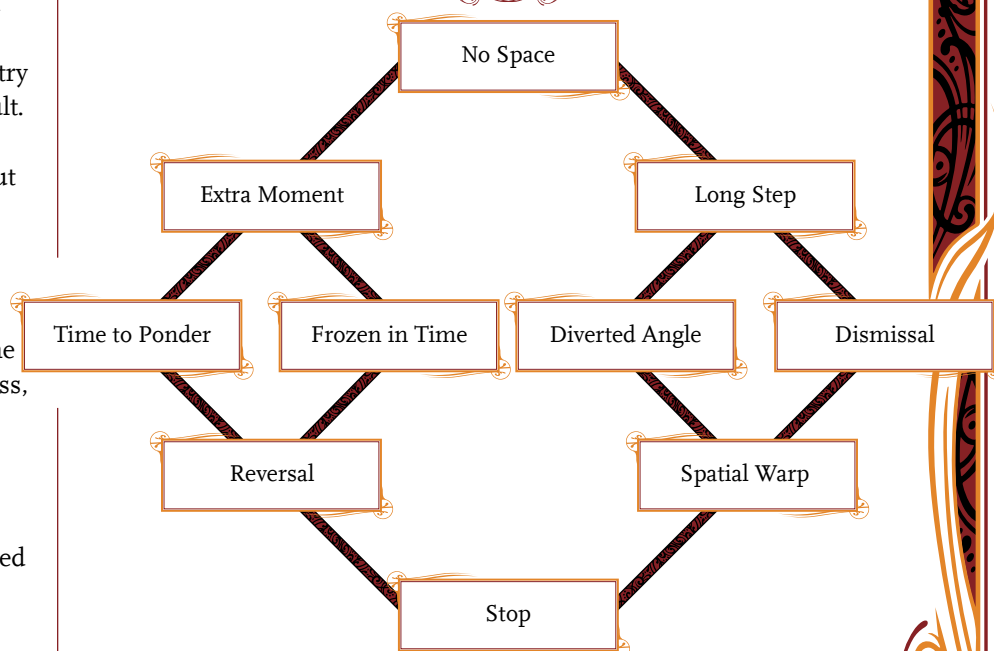 No Space
try
Extra Moment
Long Step
Time to Ponder
Frozen in Time
Diverted Angle
Dismissal
Reversal
Spatial Warp
Stop